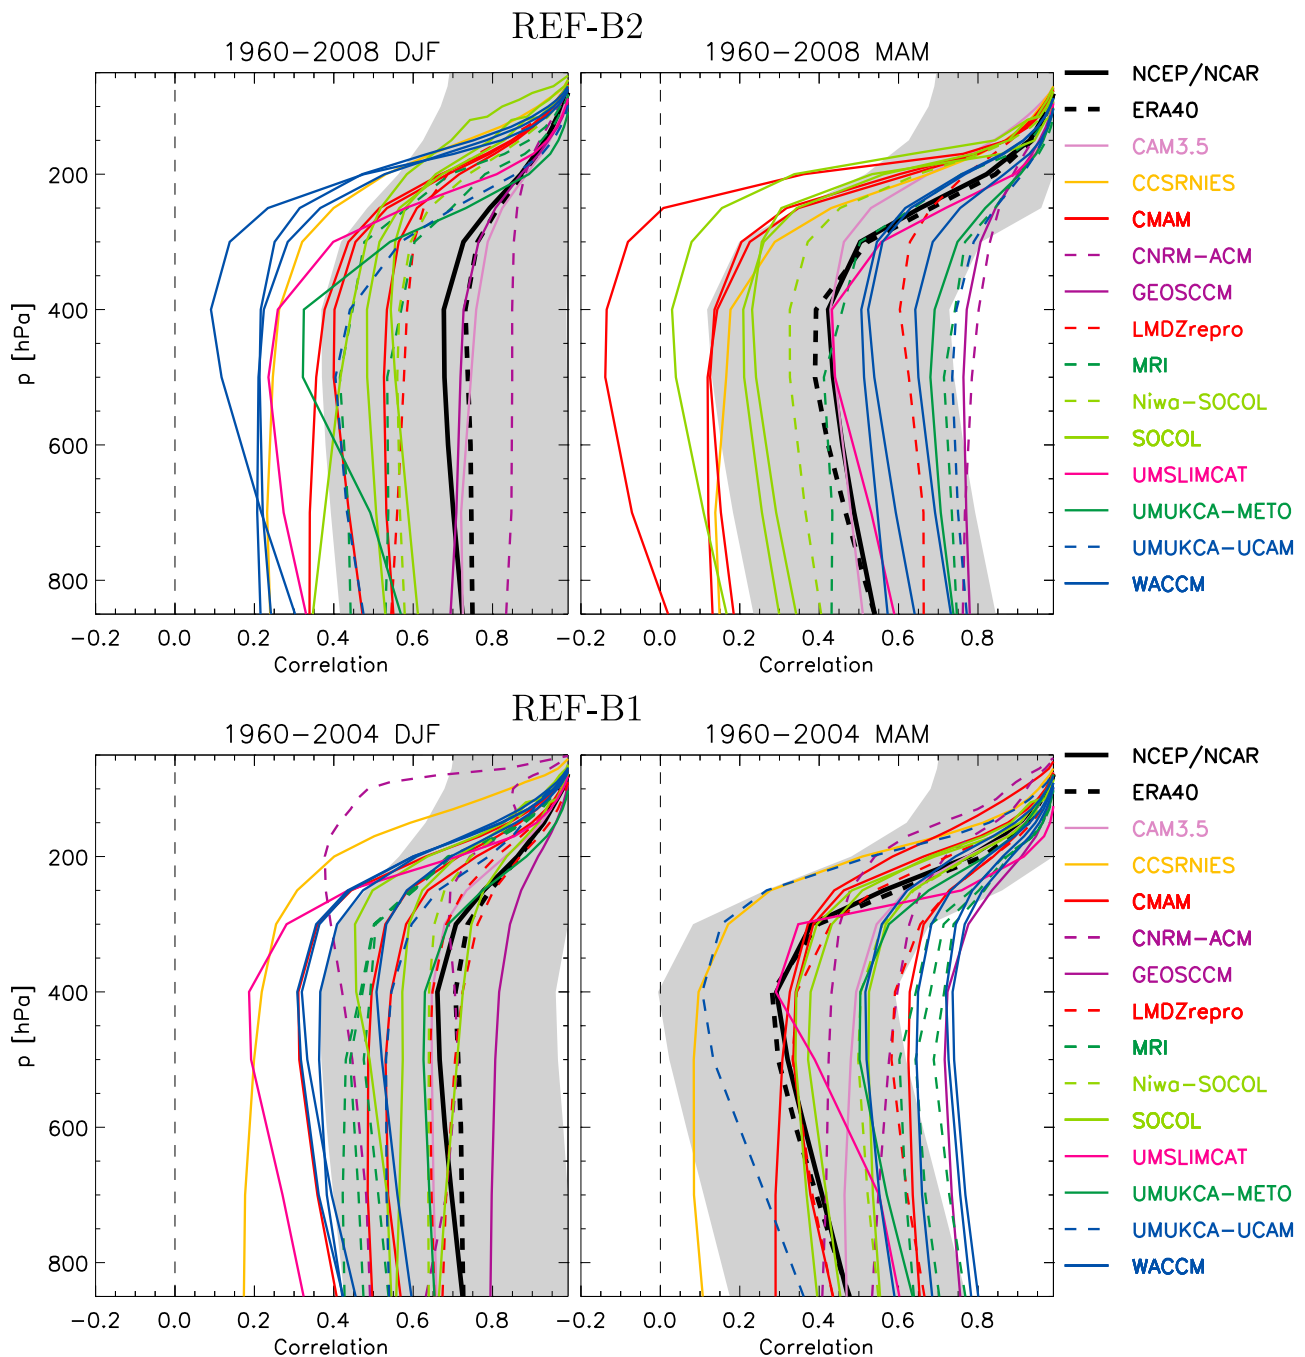 REF-B2
1960-2008 DJF
1960-2008 MAM
p [hPa]
200
400
600
800
-0.2 0.0 0.2 0.4 0.6 0.8
Correlation
-0.2 0.0 0.2 0.4 0.6 0.8
Correlation
NCEP/NCAR
ERA40
CAM3.5
CCSRNIES
CMAM
CNRM-ACM
GEOSCCM
LMDZrepro
MRI
Niwa-SOCOL
SOCOL
UMSLIMCAT
UMUKCA-METO
UMUKCA-UCAM
WACCM
REF-B1
1960-2004 DJF
1960-2004 MAM
p [hPa]
200
400
600
800
-0.2 0.0 0.2 0.4 0.6 0.8
Correlation
-0.2 0.0 0.2 0.4 0.6 0.8
Correlation
NCEP/NCAR
ERA40
CAM3.5
CCSRNIES
CMAM
CNRM-ACM
GEOSCCM
LMDZrepro
MRI
Niwa-SOCOL
SOCOL
UMSLIMCAT
UMUKCA-METO
UMUKCA-UCAM
WACCM